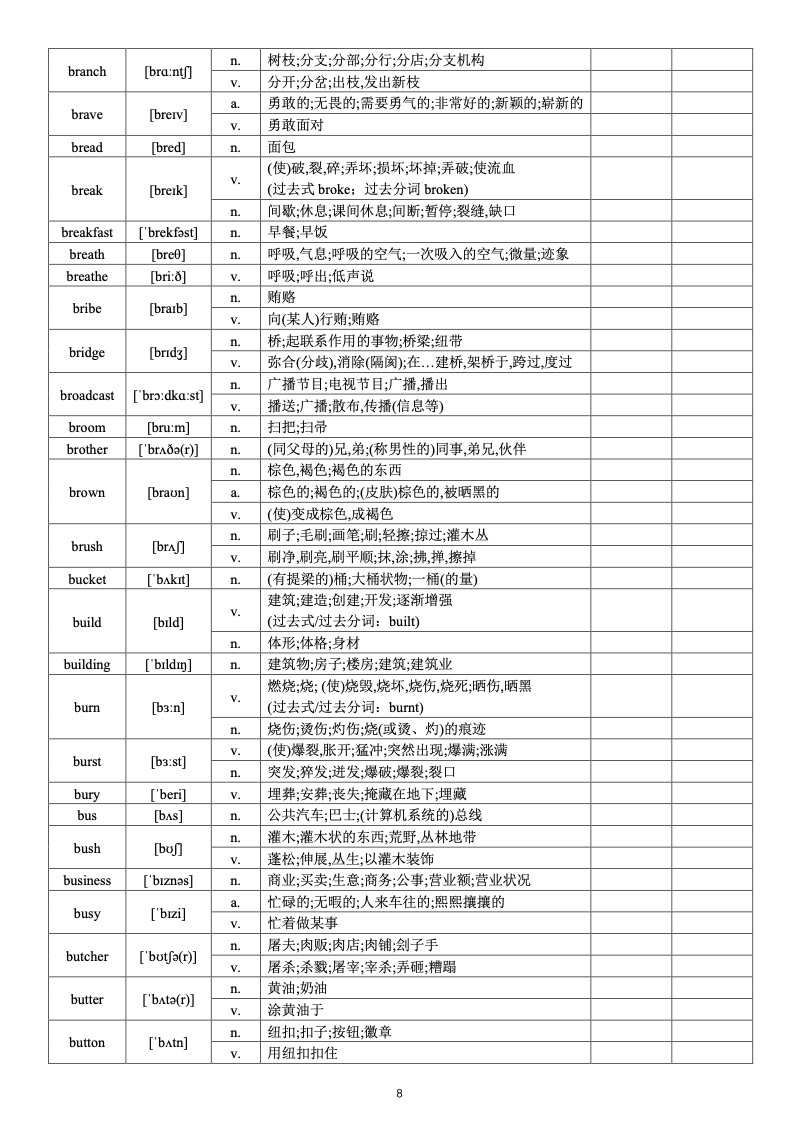 branch [brɑːntʃ] n. 树枝;分支;分部;分行;分店;分支机构
v. 分开;分岔;出枝,发出新枝
brave [breɪv] a. 勇敢的;无畏的;需要勇气的;非常好的;新颖的;崭新的
v. 勇敢面对
bread [bred] n. 面包
break [breɪk] v. (使)破,裂,碎;弄坏;损坏;坏掉;弄破;使流血
(过去式 broke；过去分词 broken)
n. 间歇;休息;课间休息;间断;暂停;裂缝,缺口
breakfast [ˈbrekfəst] n. 早餐;早饭
breath [breθ] n. 呼吸,气息;呼吸的空气;一次吸入的空气;微量;迹象
breathe [briːð] v. 呼吸;呼出;低声说
bribe [braɪb] n. 贿赂
v. 向(某人)行贿;贿赂
bridge [brɪdʒ] n. 桥;起联系作用的事物;桥梁;纽带
v. 弥合(分歧),消除(隔阂);在…建桥,架桥于,跨过,度过
broadcast [ˈbrɔːdkɑːst] n. 广播节目;电视节目;广播,播出
v. 播送;广播;散布,传播(信息等)
broom [bruːm] n. 扫把;扫帚
brother [ˈbrʌðə(r)] n. (同父母的)兄,弟;(称男性的)同事,弟兄,伙伴
brown [braʊn] n. 棕色,褐色;褐色的东西
a. 棕色的;褐色的;(皮肤)棕色的,被晒黑的
v. (使)变成棕色,成褐色
brush [brʌʃ] n. 刷子;毛刷;画笔;刷;轻擦;掠过;灌木丛
v. 刷净,刷亮,刷平顺;抹,涂;拂,掸,擦掉
bucket [ˈbʌkɪt] n. (有提梁的)桶;大桶状物;一桶(的量)
build [bɪld] v. 建筑;建造;创建;开发;逐渐增强
(过去式/过去分词：built)
n. 体形;体格;身材
building [ˈbɪldɪŋ] n. 建筑物;房子;楼房;建筑;建筑业
burn [bɜːn] v. 燃烧;烧; (使)烧毁,烧坏,烧伤,烧死;晒伤,晒黑
(过去式/过去分词：burnt)
n. 烧伤;烫伤;灼伤;烧(或烫、灼)的痕迹
burst [bɜːst] v. (使)爆裂,胀开;猛冲;突然出现;爆满;涨满
n. 突发;猝发;迸发;爆破;爆裂;裂口
bury [ˈberi] v. 埋葬;安葬;丧失;掩藏在地下;埋藏
bus [bʌs] n. 公共汽车;巴士;(计算机系统的)总线
bush [bʊʃ] n. 灌木;灌木状的东西;荒野,丛林地带
v. 蓬松;伸展,丛生;以灌木装饰
business [ˈbɪznəs] n. 商业;买卖;生意;商务;公事;营业额;营业状况
busy [ˈbɪzi] a. 忙碌的;无暇的;人来车往的;熙熙攘攘的
v. 忙着做某事
butcher [ˈbʊtʃə(r)] n. 屠夫;肉贩;肉店;肉铺;刽子手
v. 屠杀;杀戮;屠宰;宰杀;弄砸;糟蹋
butter [ˈbʌtə(r)] n. 黄油;奶油
v. 涂黄油于
button [ˈbʌtn] n. 纽扣;扣子;按钮;徽章
v. 用纽扣扣住
8